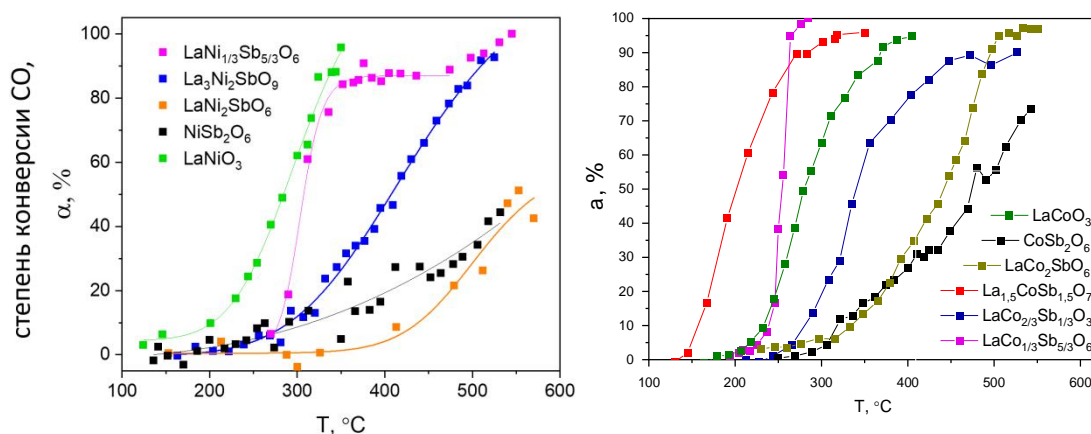 степень конверсии CO,
α, %
100
80
60
40
20
0
LaNi1/3Sb5/3O6
La3Ni2SbO9
LaNi2SbO6
NiSb2O6
LaNiO3
100 200 300 400 500 600
T, °C
a, %
100
90
80
70
60
50
40
30
20
10
0
LaCoO3
CoSb2O6
LaCo2SbO6
La1,5CoSb1,5O7
LaCo2/3Sb1/3O3
LaCo1/3Sb5/3O6
100 200 300 400 500 600
T, °C